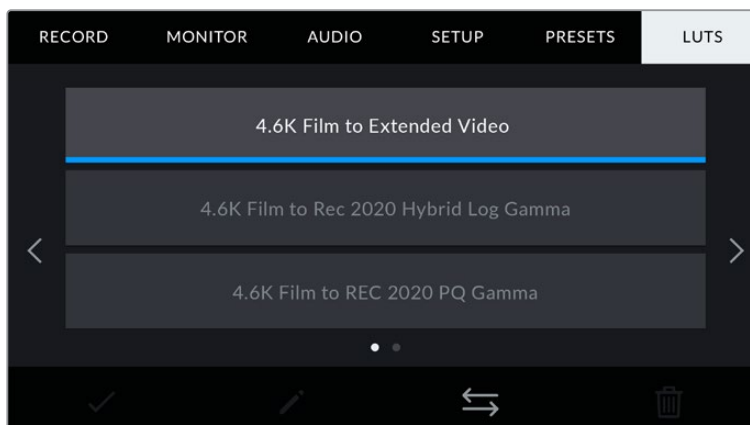 RECORD MONITOR AUDIO SETUP PRESETS LUTS
4.6K Film to Extended Video
4.6K Film to Rec 2020 Hybrid Log Gamma
4.6K Film to REC 2020 PQ Gamma